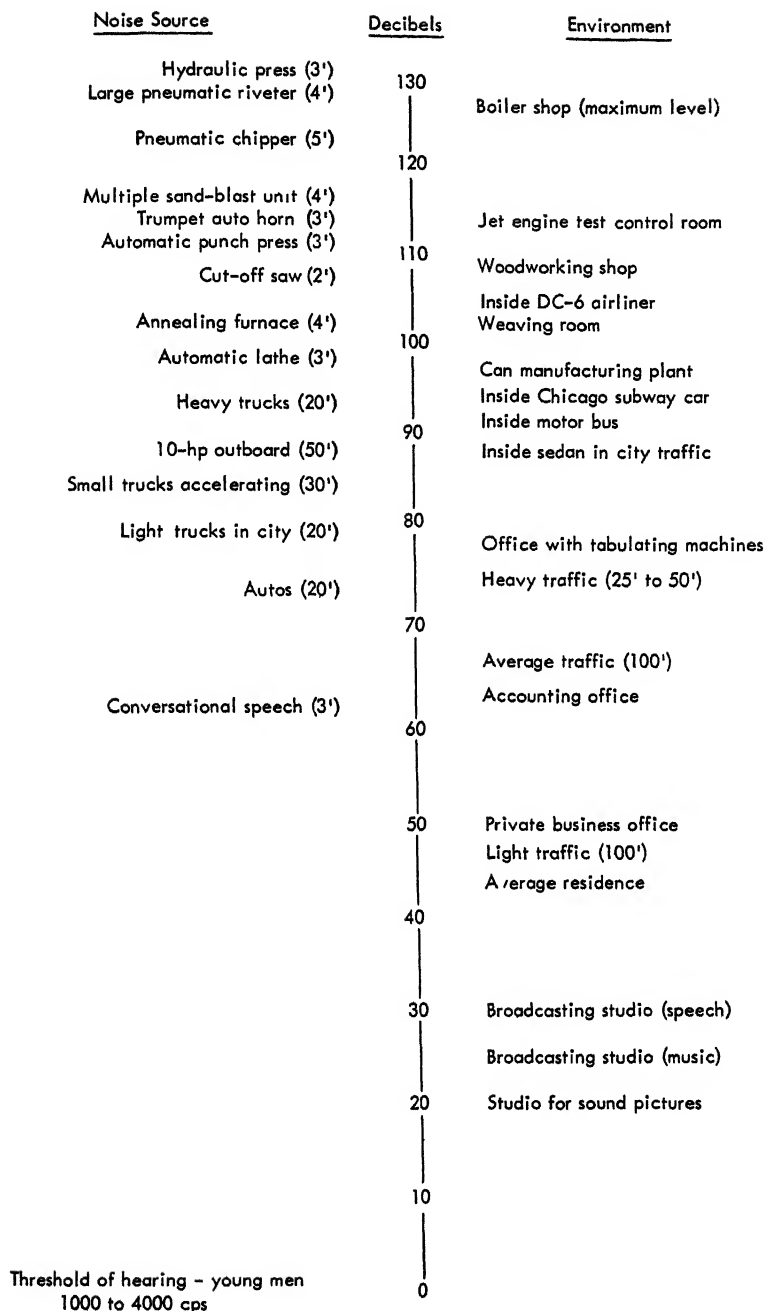 Noise Source Decibels Environment
Hydraulic press (3')
130
Large pneumatic riveter (4')
Boiler shop (maximum level)
Pneumatic chipper (5')
120
Multiple sand-blast unit (4')
Trumpet auto horn (3') Jet engine test control room
Automatic punch press (3')
110
Woodworking shop
Cut-off saw (2')
Inside DC-6 airliner
Annealing furnace (4') Weaving room
100
Automatic lathe (3')
Can manufacturing plant
Inside Chicago subway car
Heavy trucks (20')
Inside motor bus
90
10-hp outboard (50') Inside sedan in city traffic
Small trucks accelerating (30')
80
Light trucks in city (20')
Office with tabulating machines
Heavy traffic (25' to 50')
Autos (20')
70
Average traffic (100')
Accounting office
Conversational speech (3')
60
50 Private business office
Light traffic (100')
Average residence
40
30 Broadcasting studio (speech)
Broadcasting studio (music)
20 Studio for sound pictures
10
Threshold of hearing - young men
0
1000 to 4000 cps